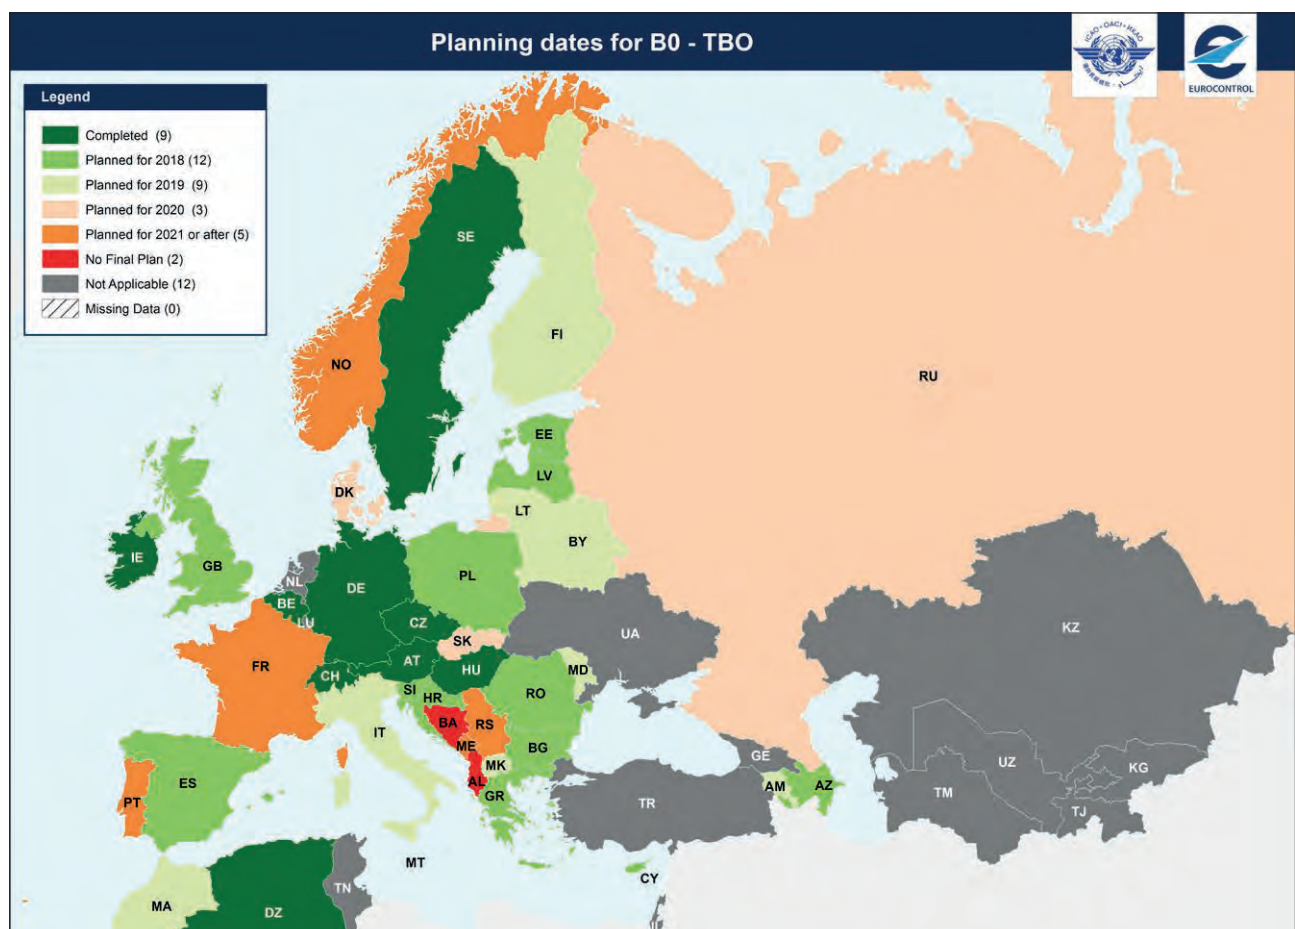 Planning dates for B0 - TBO
ICAO • OACI • ИКАО
EUROCONTROL
Legend
Completed (9)
Planned for 2018 (12)
Planned for 2019 (9)
Planned for 2020 (3)
Planned for 2021 or after (5)
No Final Plan (2)
Not Applicable (12)
Missing Data (0)
SE
FI
NO
RU
EE
LV
DK
LT
BY
IE
GB
NL
DE
PL
BE
LU
CZ
UA
KZ
SK
FR
CH
AT
HU
MD
SI
HR
RO
IT
BA
RS
ME
BG
GE
UZ
KG
MK
AL
GR
PT
ES
TR
AM
AZ
TM
TJ
MT
CY
TN
MA
DZ
IL